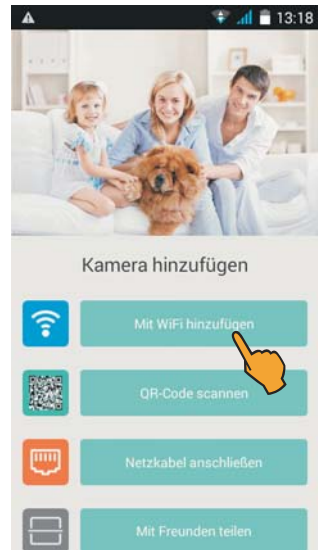 13:18
Kamera hinzufügen
Mit WiFi hinzufügen
QR-Code scannen
Netzkabel anschließen
Mit Freunden teilen